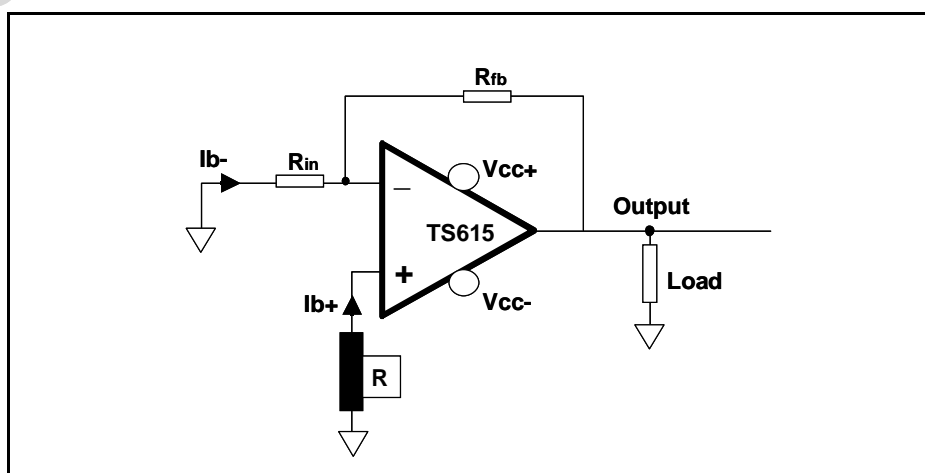 Rfb
Ib-
Rin
Vcc+
_
Output
TS615
+
Load
Ib+
Vcc-
R